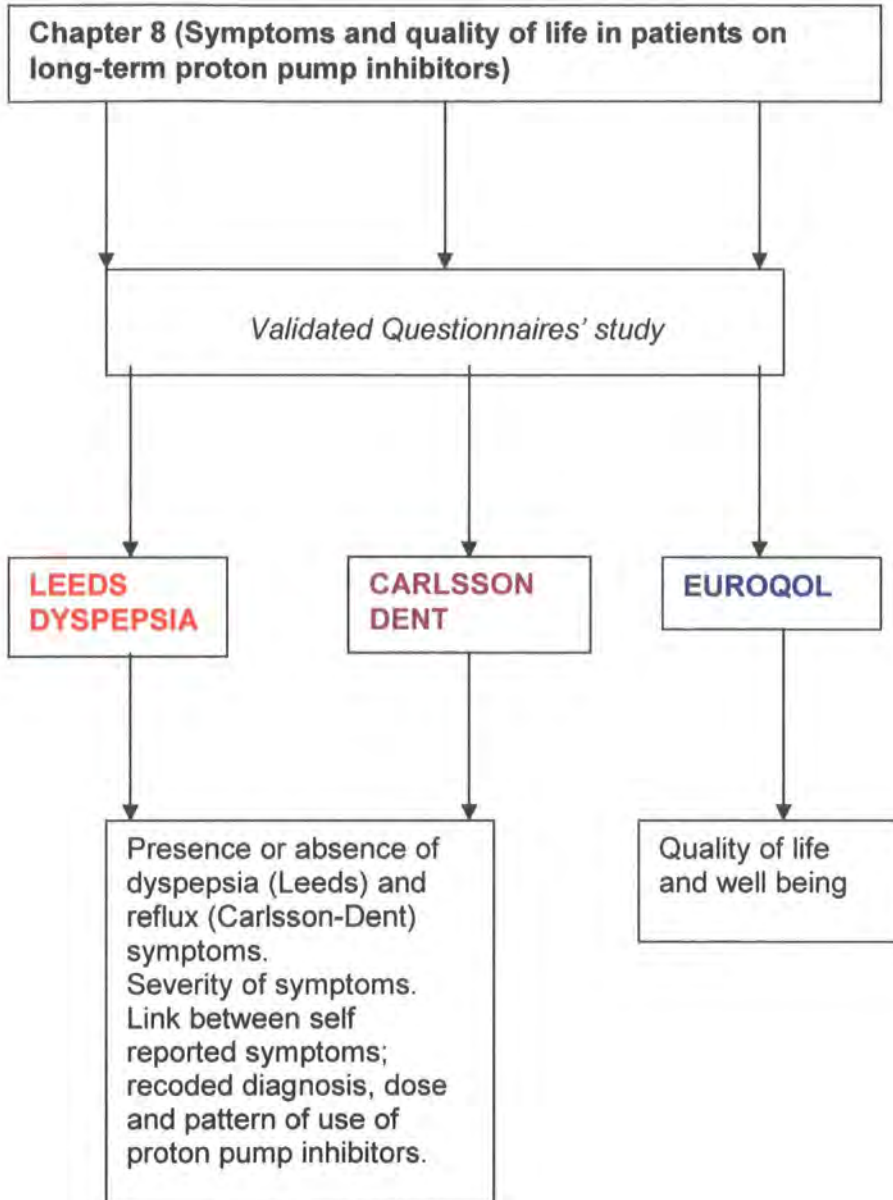 Chapter 8 (Symptoms and quality of life in patients on
long-term proton pump inhibitors)
Validated Questionnaires' study
LEEDS
DYSPEPSIA
CARLSSON
DENT
EUROQOL
Presence or absence of
dyspepsia (Leeds) and
reflux (Carlsson-Dent)
symptoms.
Severity of symptoms.
Link between self
reported symptoms;
recoded diagnosis, dose
and pattern of use of
proton pump inhibitors.
Quality of life
and well being